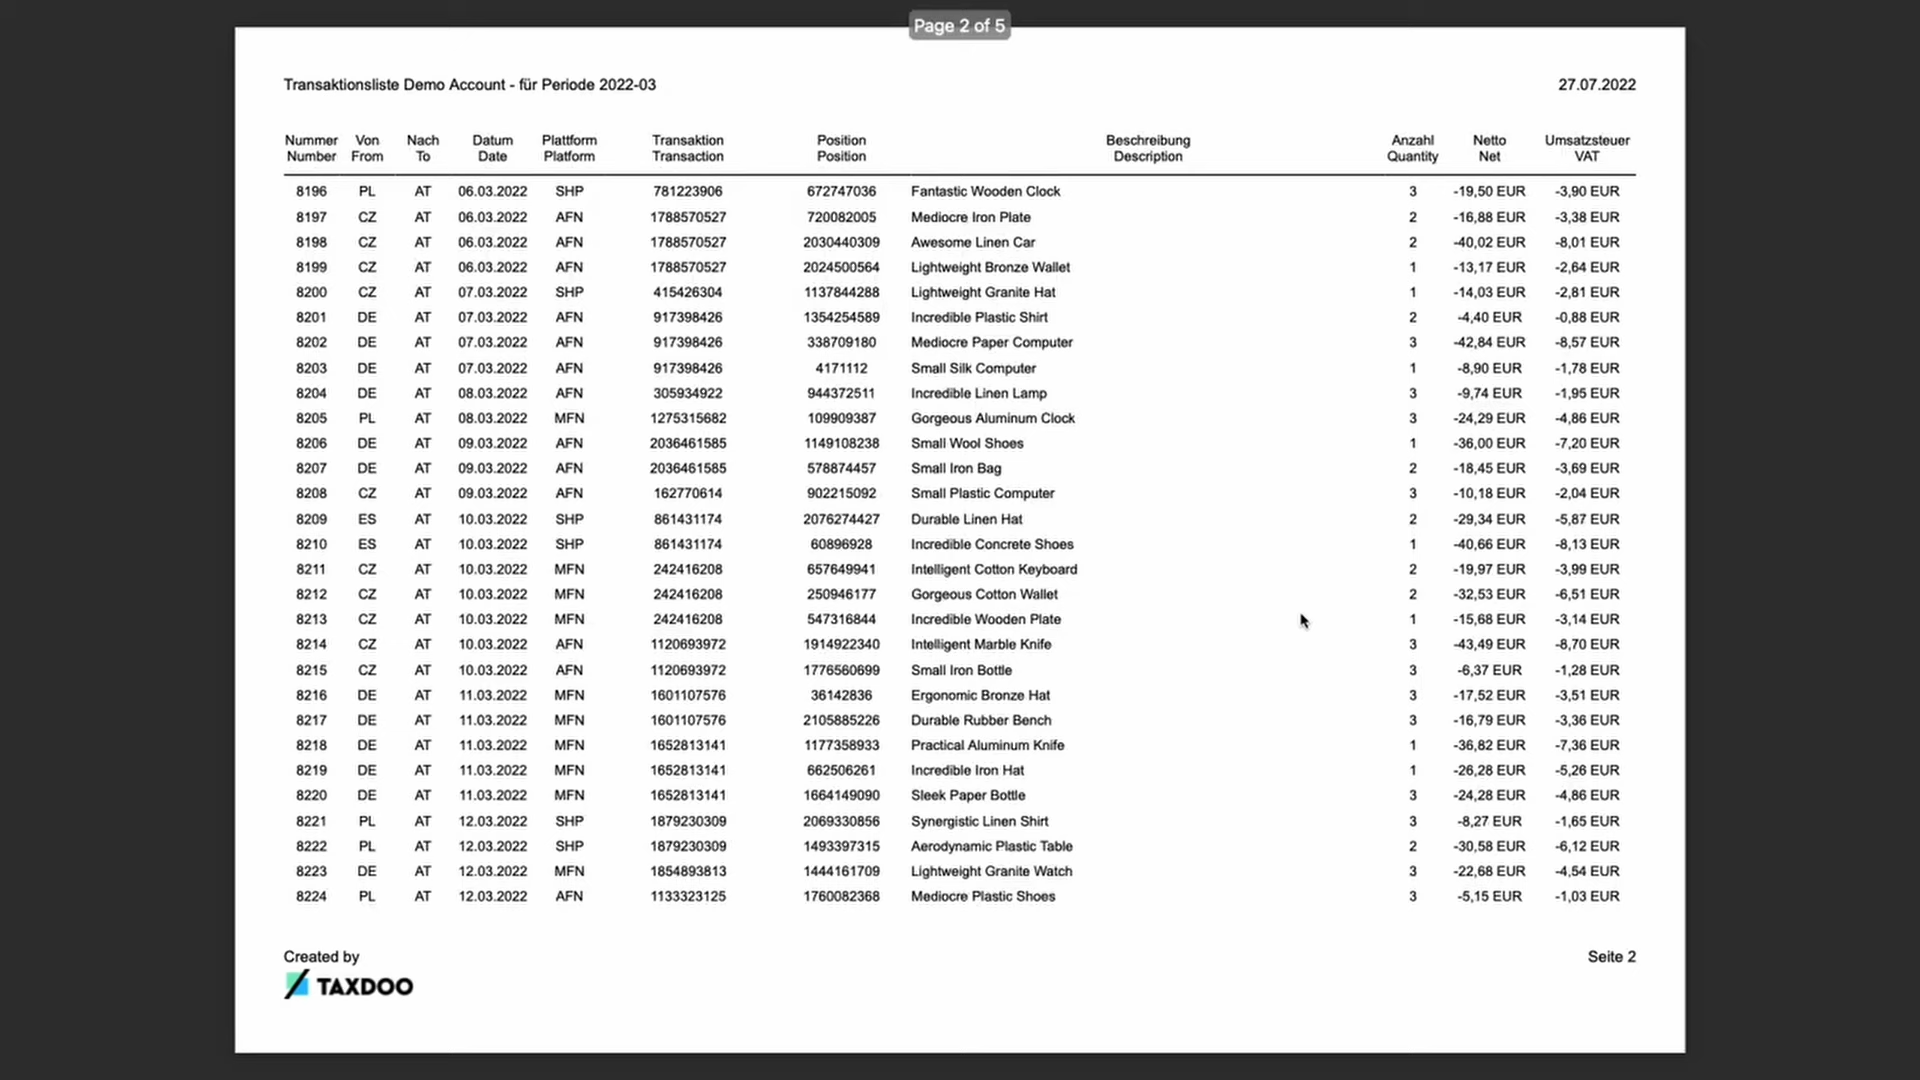 Page 2 of 5
Transaktionsliste Demo Account - für Periode 2022-03 27.07.2022
Nummer Von Nach Datum Plattform Transaktion Position Beschreibung Anzahl Netto Umsatzsteuer
Number From To Date Platform Transaction Position Description Quantity Net VAT
8196 PL AT 06.03.2022 SHP 781223906 672747036 Fantastic Wooden Clock 3 -19,50 EUR -3,90 EUR
8197 CZ AT 06.03.2022 AFN 1788570527 720082005 Mediocre Iron Plate 2 -16,88 EUR -3,38 EUR
8198 CZ AT 06.03.2022 AFN 1788570527 2030440309 Awesome Linen Car 2 -40,02 EUR -8,01 EUR
8199 CZ AT 06.03.2022 AFN 1788570527 2024500564 Lightweight Bronze Wallet 1 -13,17 EUR -2,64 EUR
8200 CZ AT 07.03.2022 SHP 415426304 1137844288 Lightweight Granite Hat 1 -14,03 EUR -2,81 EUR
8201 DE AT 07.03.2022 AFN 917398426 1354254589 Incredible Plastic Shirt 2 -4,40 EUR -0,88 EUR
8202 DE AT 07.03.2022 AFN 917398426 338709180 Mediocre Paper Computer 3 -42,84 EUR -8,57 EUR
8203 DE AT 07.03.2022 AFN 917398426 4171112 Small Silk Computer 1 -8,90 EUR -1,78 EUR
8204 DE AT 08.03.2022 AFN 305934922 944372511 Incredible Linen Lamp 3 -9,74 EUR -1,95 EUR
8205 PL AT 08.03.2022 MFN 1275315682 109909387 Gorgeous Aluminum Clock 3 -24,29 EUR -4,86 EUR
8206 DE AT 09.03.2022 AFN 2036461585 1149108238 Small Wool Shoes 1 -36,00 EUR -7,20 EUR
8207 DE AT 09.03.2022 AFN 2036461585 578874457 Small Iron Bag 2 -18,45 EUR -3,69 EUR
8208 CZ AT 09.03.2022 AFN 162770614 902215092 Small Plastic Computer 3 -10,18 EUR -2,04 EUR
8209 ES AT 10.03.2022 SHP 861431174 2076274427 Durable Linen Hat 2 -29,34 EUR -5,87 EUR
8210 ES AT 10.03.2022 SHP 861431174 60896928 Incredible Concrete Shoes 1 -40,66 EUR -8,13 EUR
8211 CZ AT 10.03.2022 MFN 242416208 657649941 Intelligent Cotton Keyboard 2 -19,97 EUR -3,99 EUR
8212 CZ AT 10.03.2022 MFN 242416208 250946177 Gorgeous Cotton Wallet 2 -32,53 EUR -6,51 EUR
8213 CZ AT 10.03.2022 MFN 242416208 547316844 Incredible Wooden Plate 1 -15,68 EUR -3,14 EUR
8214 CZ AT 10.03.2022 AFN 1120693972 1914922340 Intelligent Marble Knife 3 -43,49 EUR -8,70 EUR
8215 CZ AT 10.03.2022 AFN 1120693972 1776560699 Small Iron Bottle 3 -6,37 EUR -1,28 EUR
8216 DE AT 11.03.2022 MFN 1601107576 36142836 Ergonomic Bronze Hat 3 -17,52 EUR -3,51 EUR
8217 DE AT 11.03.2022 MFN 1601107576 2105885226 Durable Rubber Bench 3 -16,79 EUR -3,36 EUR
8218 DE AT 11.03.2022 MFN 1652813141 1177358933 Practical Aluminum Knife 1 -36,82 EUR -7,36 EUR
8219 DE AT 11.03.2022 MFN 1652813141 662506261 Incredible Iron Hat 1 -26,28 EUR -5,26 EUR
8220 DE AT 11.03.2022 MFN 1652813141 1664149090 Sleek Paper Bottle 3 -24,28 EUR -4,86 EUR
8221 PL AT 12.03.2022 SHP 1879230309 2069330856 Synergistic Linen Shirt 3 -8,27 EUR -1,65 EUR
8222 PL AT 12.03.2022 SHP 1879230309 1493397315 Aerodynamic Plastic Table 2 -30,58 EUR -6,12 EUR
8223 DE AT 12.03.2022 MFN 1854893813 1444161709 Lightweight Granite Watch 3 -22,68 EUR -4,54 EUR
8224 PL AT 12.03.2022 AFN 1133323125 1760082368 Mediocre Plastic Shoes 3 -5,15 EUR -1,03 EUR
Created by Seite 2
TAXDOO